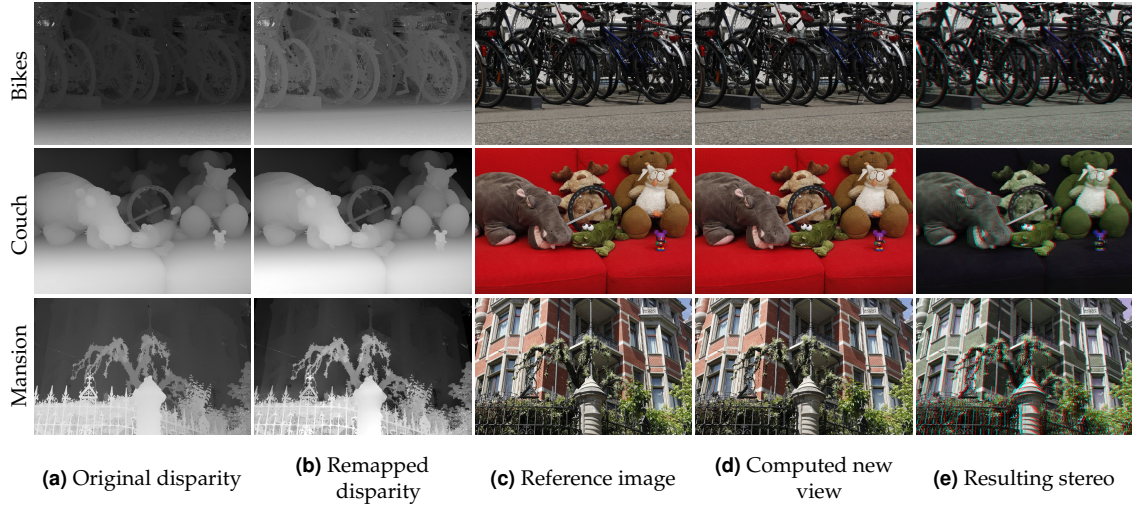 Bikes
Couch
Mansion
(a) Original disparity
(b) Remapped
disparity
(c) Reference image
(d) Computed new
view
(e) Resulting stereo